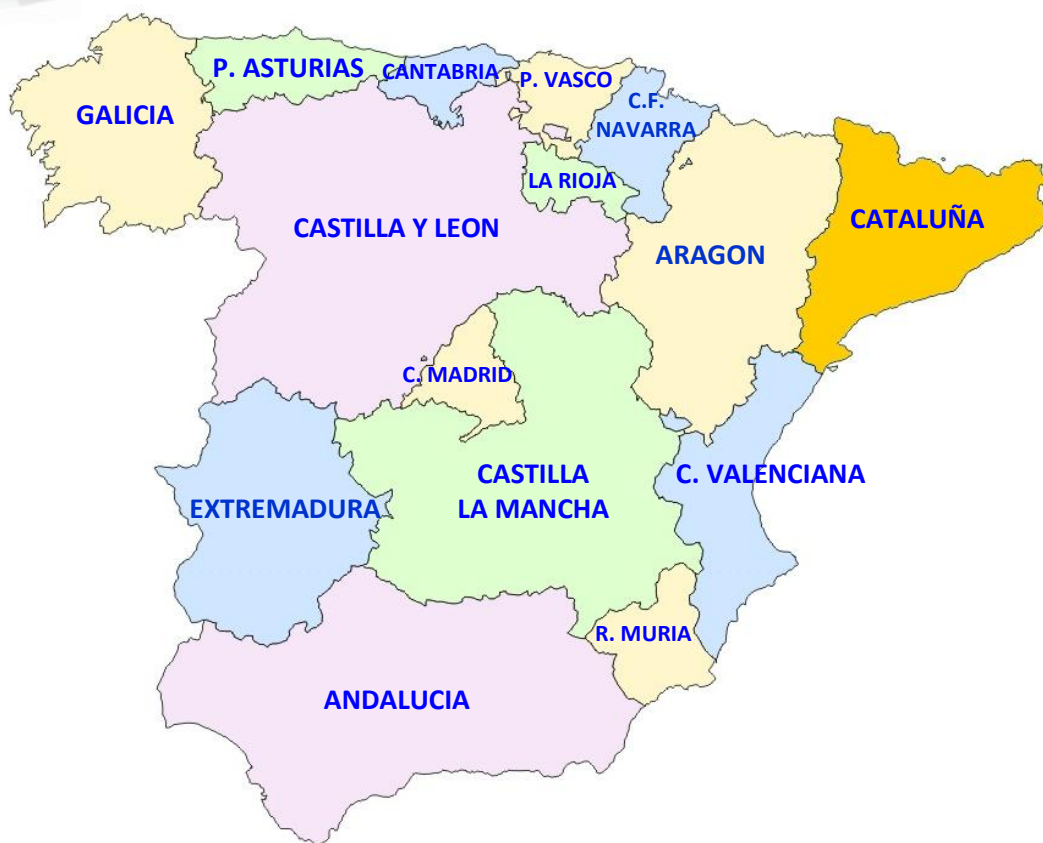 P. ASTURIAS
CANTABRIA
P. VASCO
GALICIA
C.F.
NAVARRA
LA RIOJA
CASTILLA Y LEON
CATALUÑA
ARAGON
C. MADRID
CASTILLA
LA MANCHA
C. VALENCIANA
EXTREMADURA
R. MURIA
ANDALUCIA